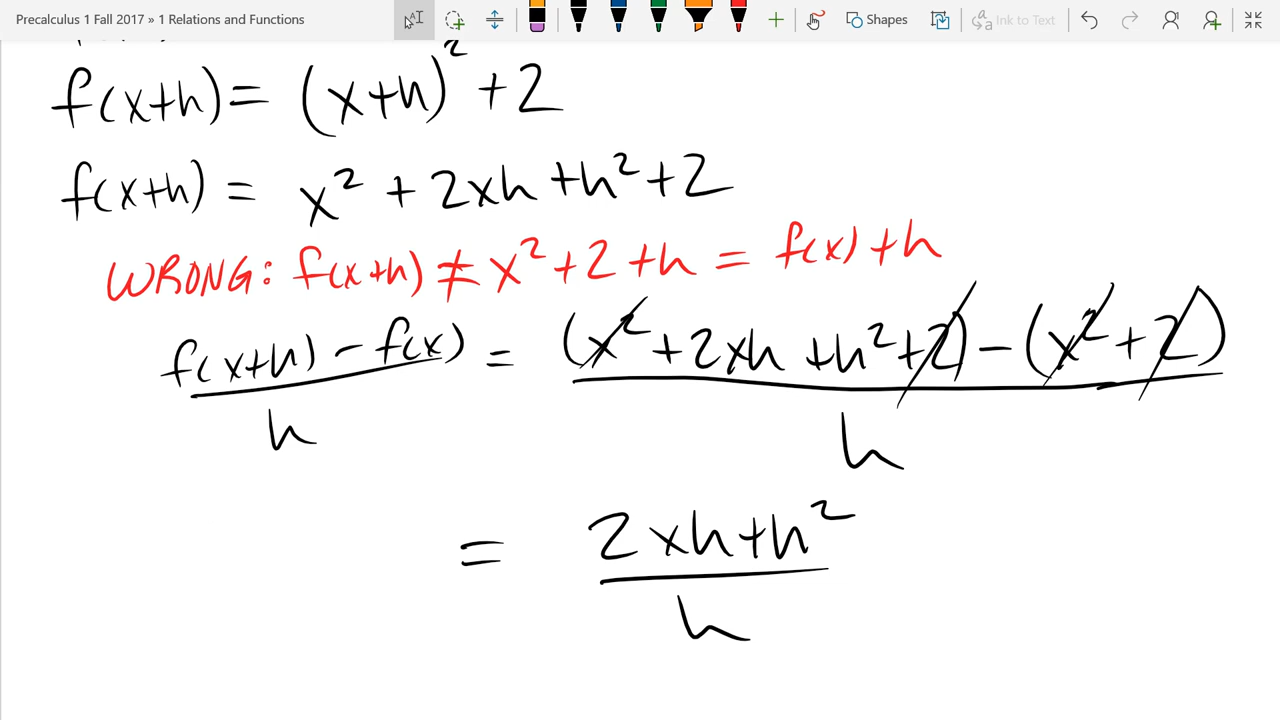 Precalculus 1 Fall 2017 » 1 Relations and Functions
Shapes
Ink to Text
f(x+h) = (x+h)² + 2
f(x+h) = x² + 2xh + h² + 2
WRONG: f(x+h) ≠ x² + 2 + h = f(x) + h
f(x+h) - f(x) = (x² + 2xh + h² + 2) - (x² + 2)
h h
= 2xh + h²
h